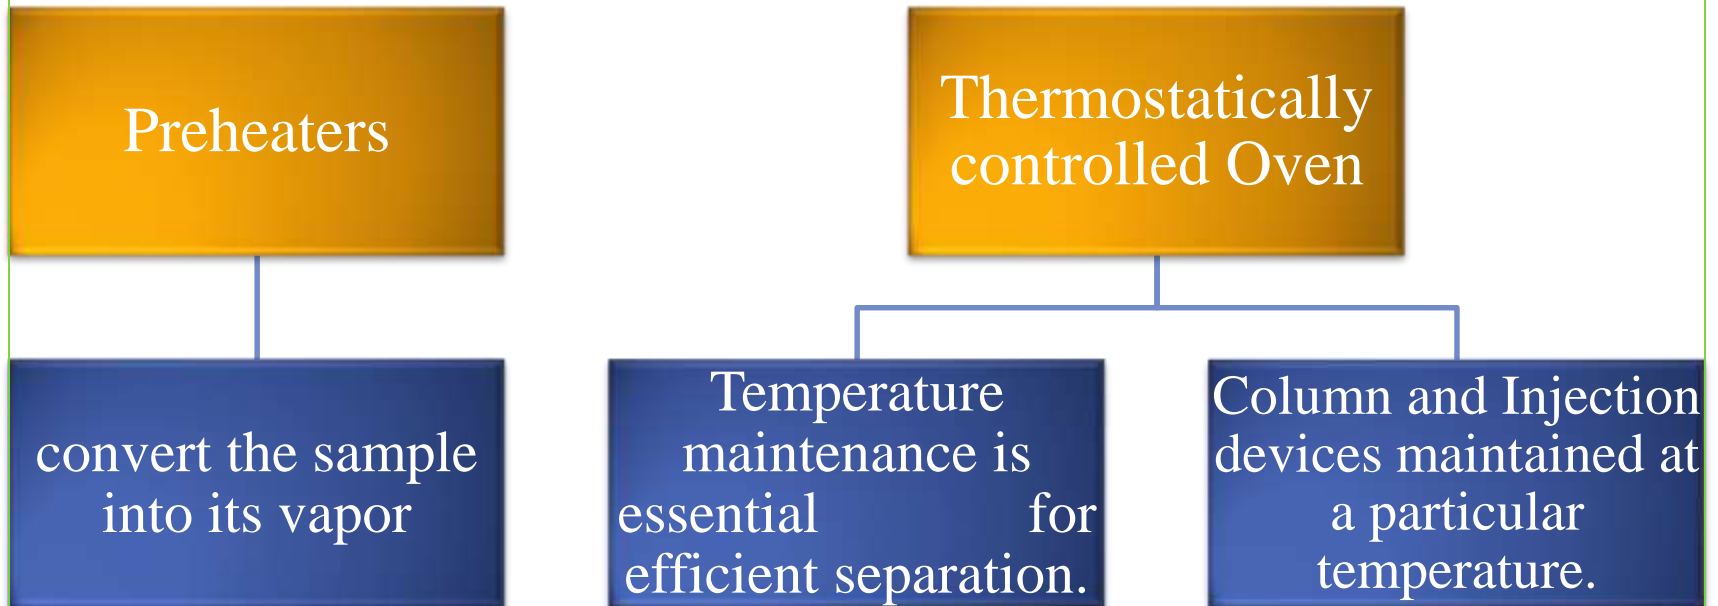 Preheaters
Thermostatically
controlled Oven
convert the sample
into its vapor
Temperature
maintenance is
essential for
efficient separation.
Column and Injection
devices maintained at
a particular
temperature.